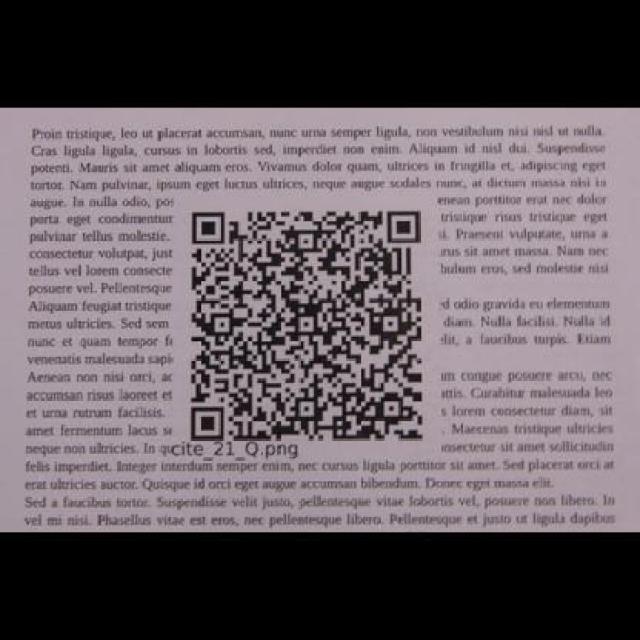 Proin tristique, leo ut placerat accumsan, nunc urna semper ligula, non vestibulum nisi nisl ut nulla.
Cras ligula ligula, cursus in lobortis sed, imperdiet non enim. Aliquam id nisl dui. Suspendisse
potenti. Mauris sit amet aliquam eros. Vivamus dolor quam, ultrices in fringilla et, adipiscing eget
tortor. Nam pulvinar, ipsum eget luctus ultrices, neque augue sodales nunc, at dictum massa nisi in
augue. In nulla odio, pos enean porttitor erat nec dolor
porta eget condimentum tristique risus tristique eget
pulvinar tellus molestie. i. Praesent vulputate, urna a
consectetur volutpat, just rus sit amet massa. Nam nec
tellus vel lorem consecte bulum eros, sed molestie nisi
posuere vel. Pellentesque
Aliquam feugiat tristique ed odio gravida eu elementum
metus ultricies. Sed sem diam. Nulla facilisi. Nulla id
nunc et quam tempor f lit, a faucibus turpis. Etiam
venenatis malesuada sapi
Aenean non nisi orci, ac um congue posuere arcu, nec
accumsan risus laoreet et ttis. Curabitur malesuada leo
et urna rutrum facilisis. s lorem consectetur diam, sit
amet fermentum lacus s . Maecenas tristique ultricies
neque non ultricies. In qu onsectetur sit amet sollicitudin
cite_21_Q.png
felis imperdiet. Integer interdum semper enim, nec cursus ligula porttitor sit amet. Sed placerat orci at
erat ultricies auctor. Quisque id orci eget augue accumsan bibendum. Donec eget massa elit.
Sed a faucibus tortor. Suspendisse velit justo, pellentesque vitae lobortis vel, posuere non libero. In
vel mi nisi. Phasellus vitae est eros, nec pellentesque libero. Pellentesque et justo ut ligula dapibus